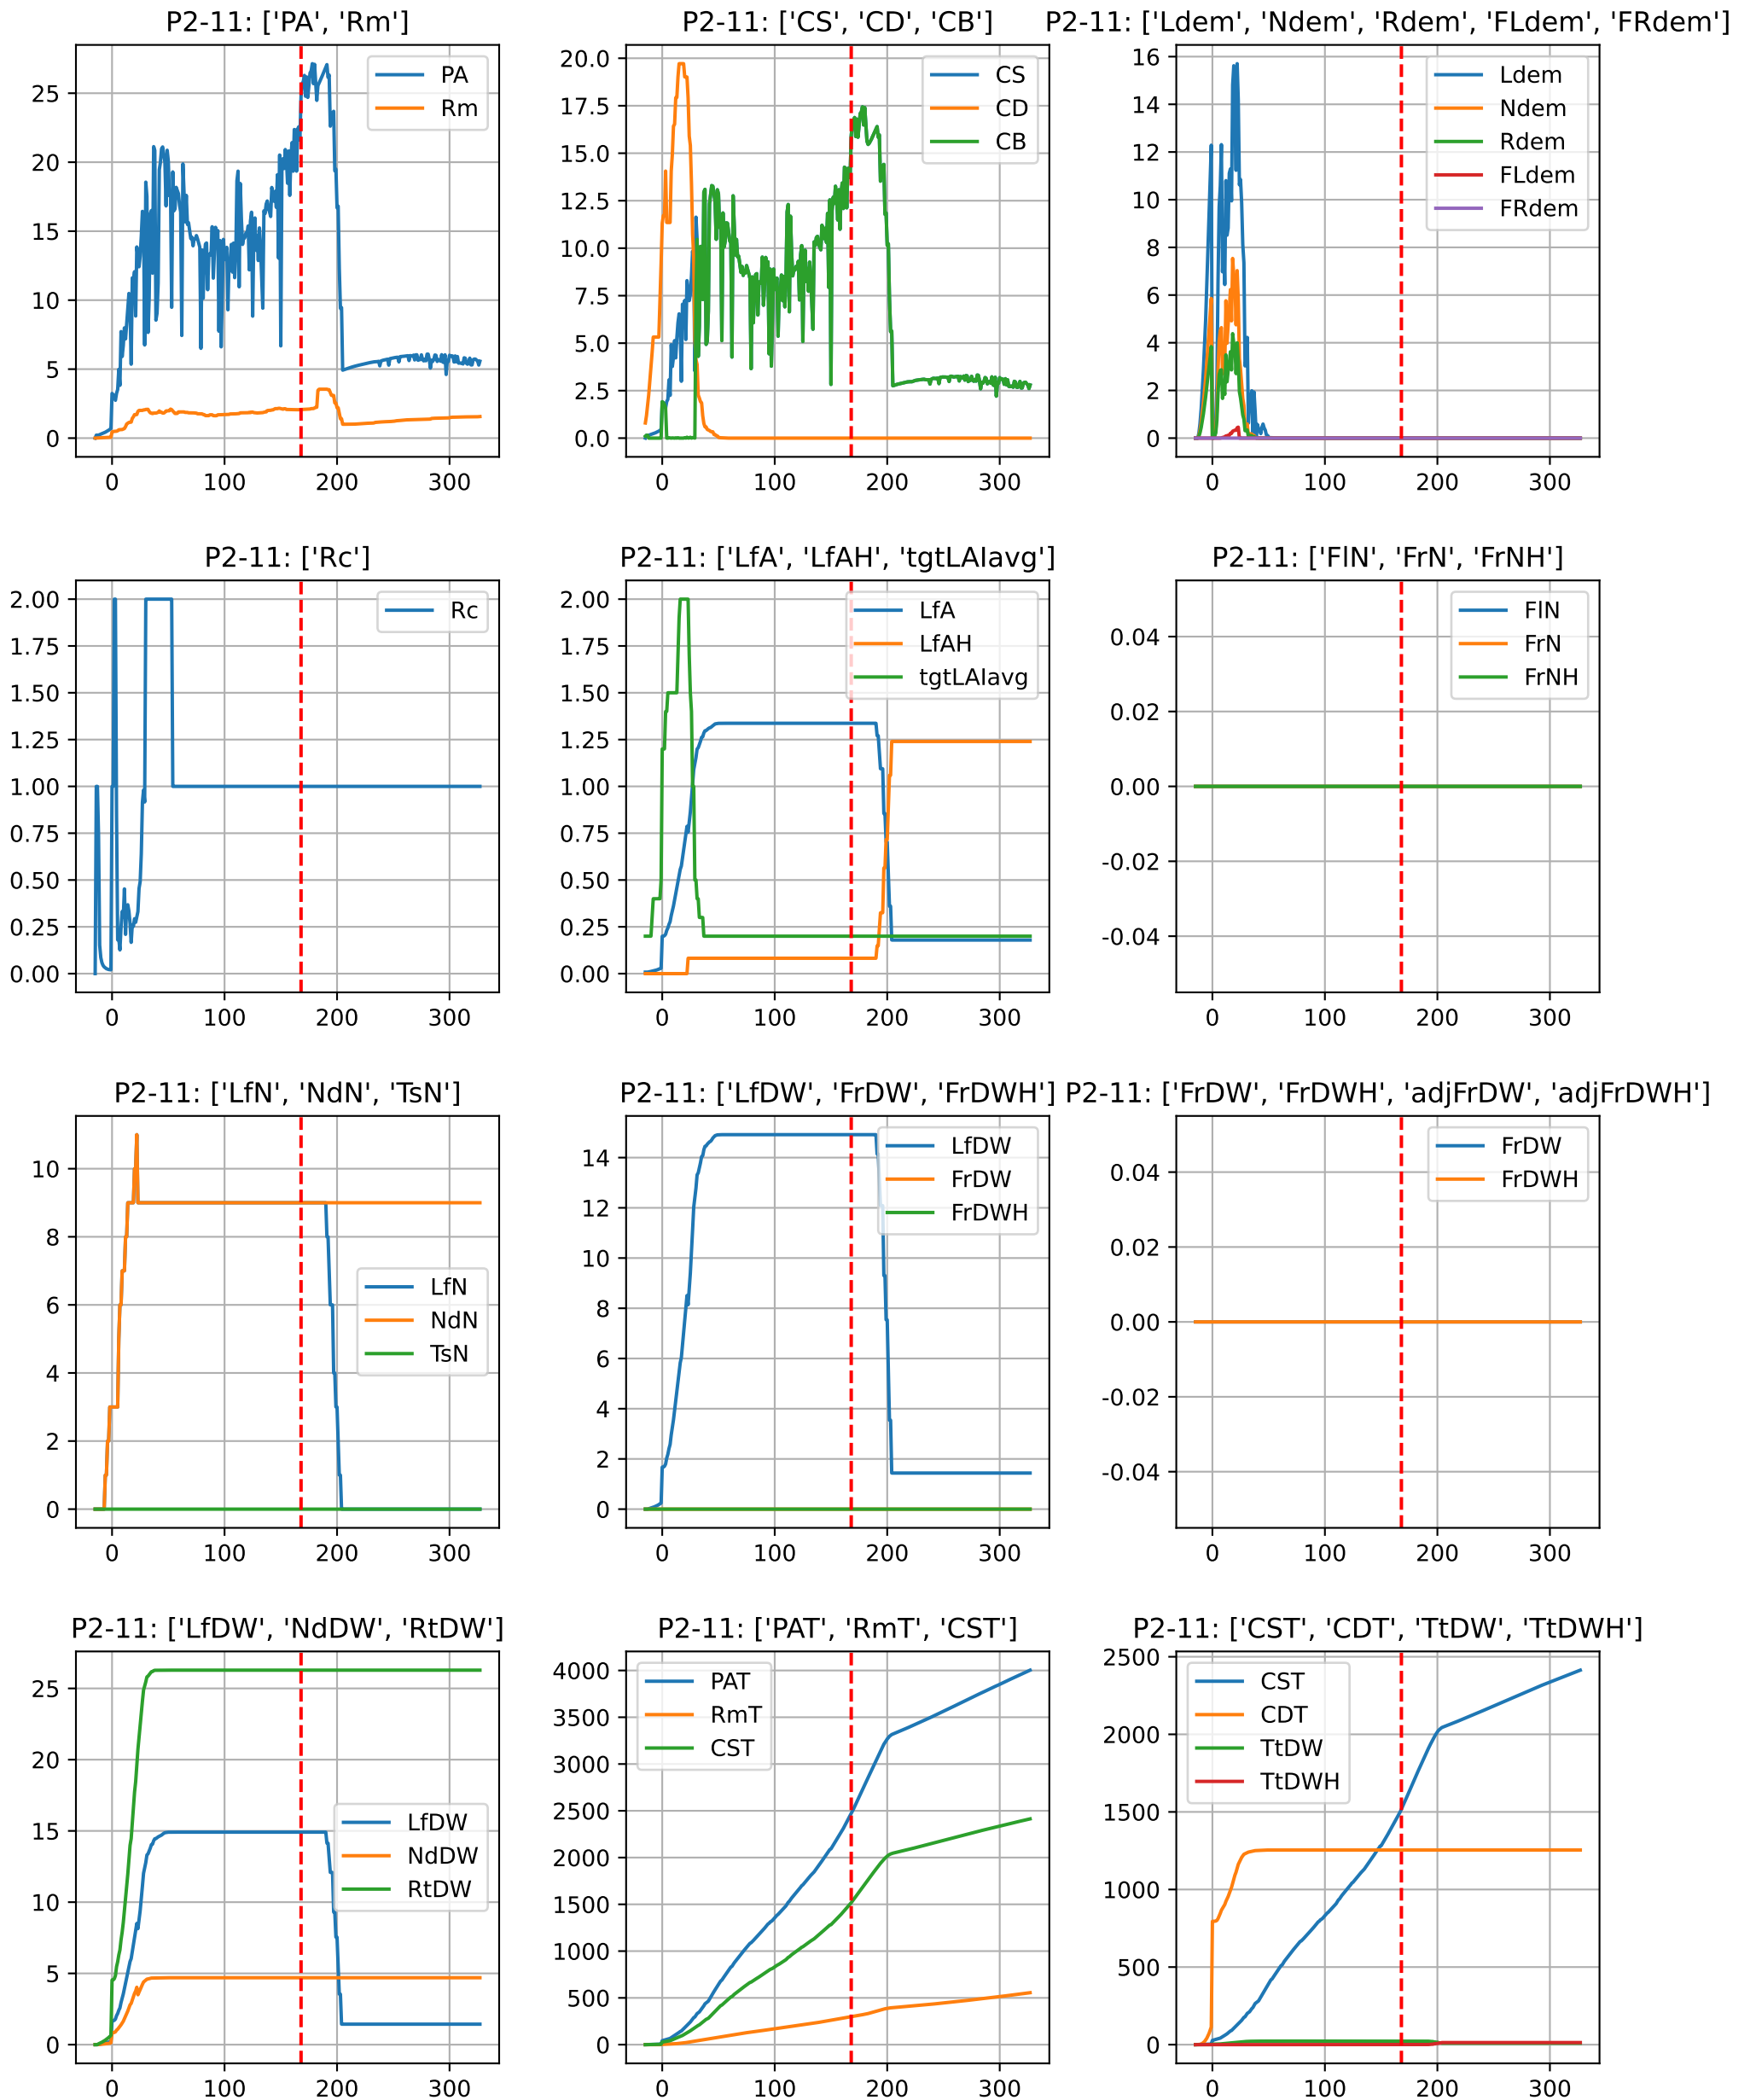 P2-11: ['PA', 'Rm']
25
20
15
10
5
0
0 100 200 300
PA
Rm
P2-11: ['CS', 'CD', 'CB']
20.0
17.5
15.0
12.5
10.0
7.5
5.0
2.5
0.0
0 100 200 300
CS
CD
CB
P2-11: ['Ldem', 'Ndem', 'Rdem', 'FLdem', 'FRdem']
16
14
12
10
8
6
4
2
0
0 100 200 300
Ldem
Ndem
Rdem
FLdem
FRdem
P2-11: ['Rc']
2.00
1.75
1.50
1.25
1.00
0.75
0.50
0.25
0.00
0 100 200 300
Rc
P2-11: ['LfA', 'LfAH', 'tgtLAIavg']
2.00
1.75
1.50
1.25
1.00
0.75
0.50
0.25
0.00
0 100 200 300
LfA
LfAH
tgtLAIavg
P2-11: ['FlN', 'FrN', 'FrNH']
0.04
0.02
0.00
-0.02
-0.04
0 100 200 300
FlN
FrN
FrNH
P2-11: ['LfN', 'NdN', 'TsN']
10
8
6
4
2
0
0 100 200 300
LfN
NdN
TsN
P2-11: ['LfDW', 'FrDW', 'FrDWH']
14
12
10
8
6
4
2
0
0 100 200 300
LfDW
FrDW
FrDWH
P2-11: ['FrDW', 'FrDWH', 'adjFrDW', 'adjFrDWH']
0.04
0.02
0.00
-0.02
-0.04
0 100 200 300
FrDW
FrDWH
P2-11: ['LfDW', 'NdDW', 'RtDW']
25
20
15
10
5
0
0 100 200 300
LfDW
NdDW
RtDW
P2-11: ['PAT', 'RmT', 'CST']
4000
3500
3000
2500
2000
1500
1000
500
0
0 100 200 300
PAT
RmT
CST
P2-11: ['CST', 'CDT', 'TtDW', 'TtDWH']
2500
2000
1500
1000
500
0
0 100 200 300
CST
CDT
TtDW
TtDWH